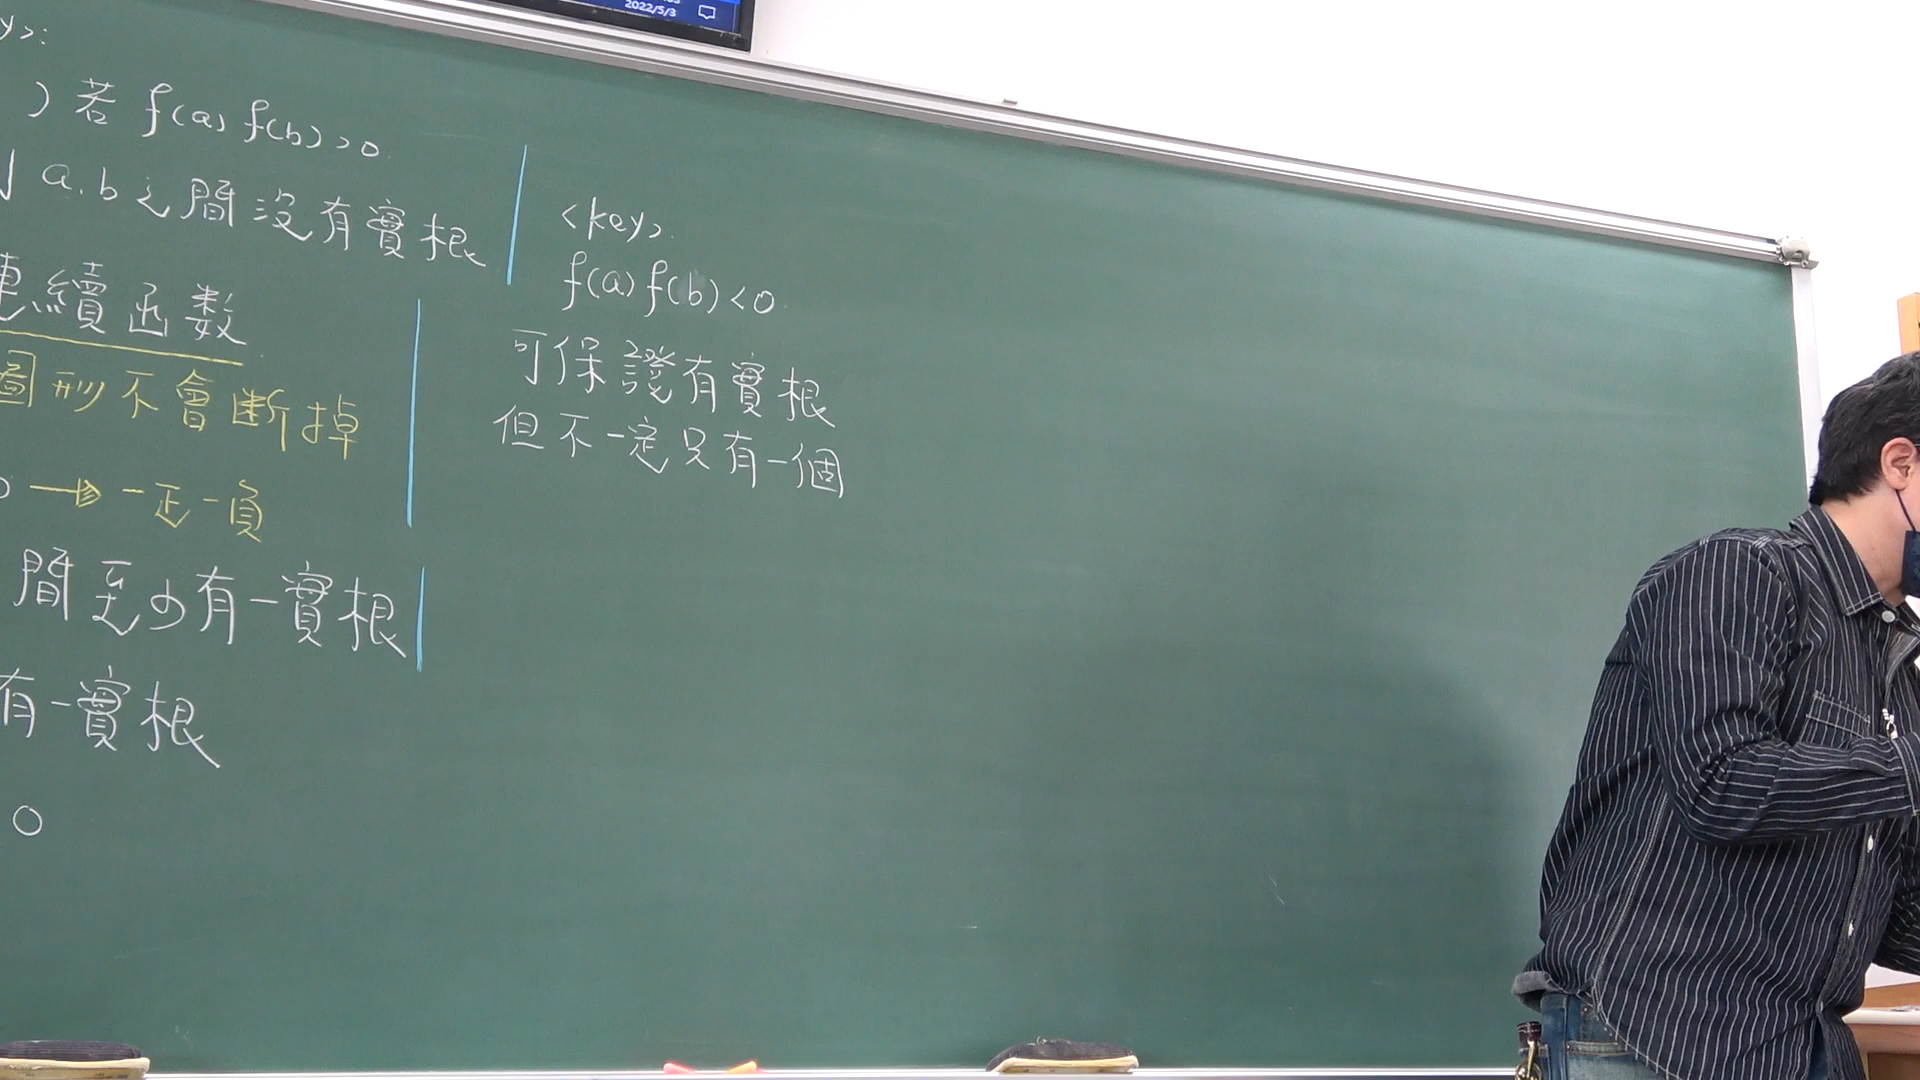 2022/5/3
y>:
) 若 f(a) f(b) > 0
a.b之間沒有實根
連續函数
圖形不會斷掉
0 → 一正一負
間至少有一實根
有一實根
0
<key>
f(a) f(b) < 0
可保證有實根
但不一定只有一個